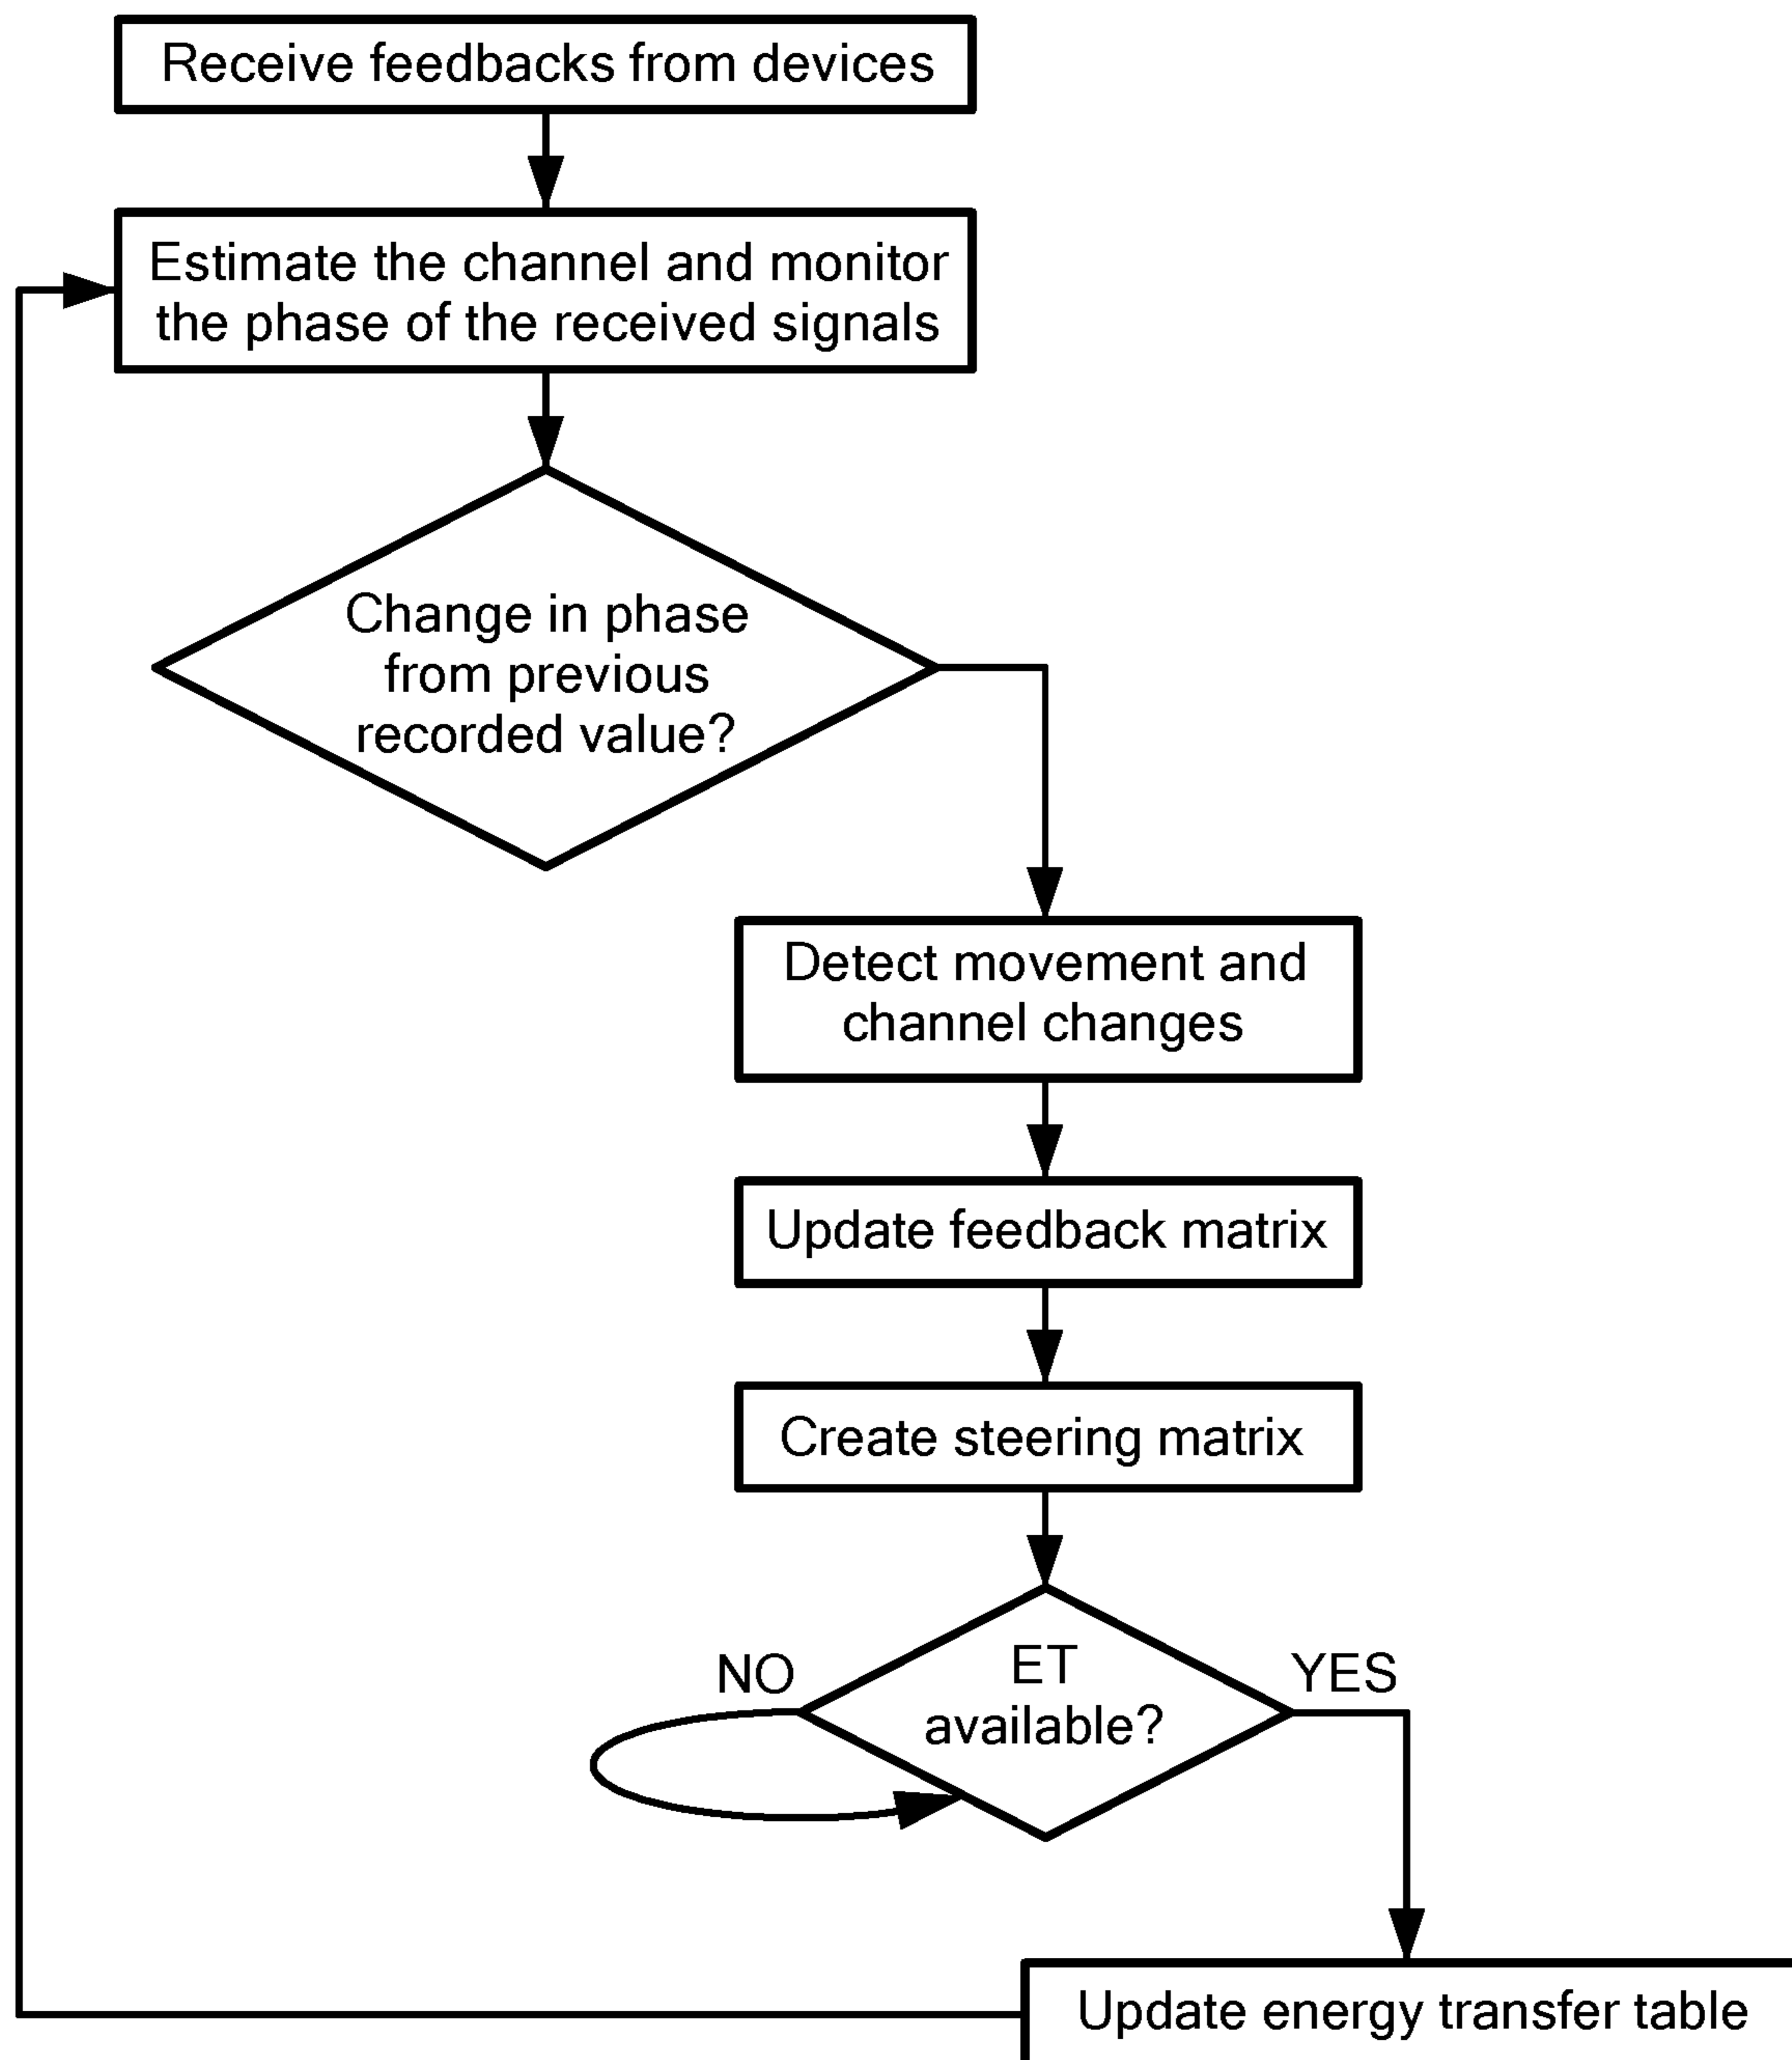 Receive feedbacks from devices
Estimate the channel and monitor
the phase of the received signals
Change in phase
from previous
recorded value?
Detect movement and
channel changes
Update feedback matrix
Create steering matrix
NO
ET
available?
YES
Update energy transfer table